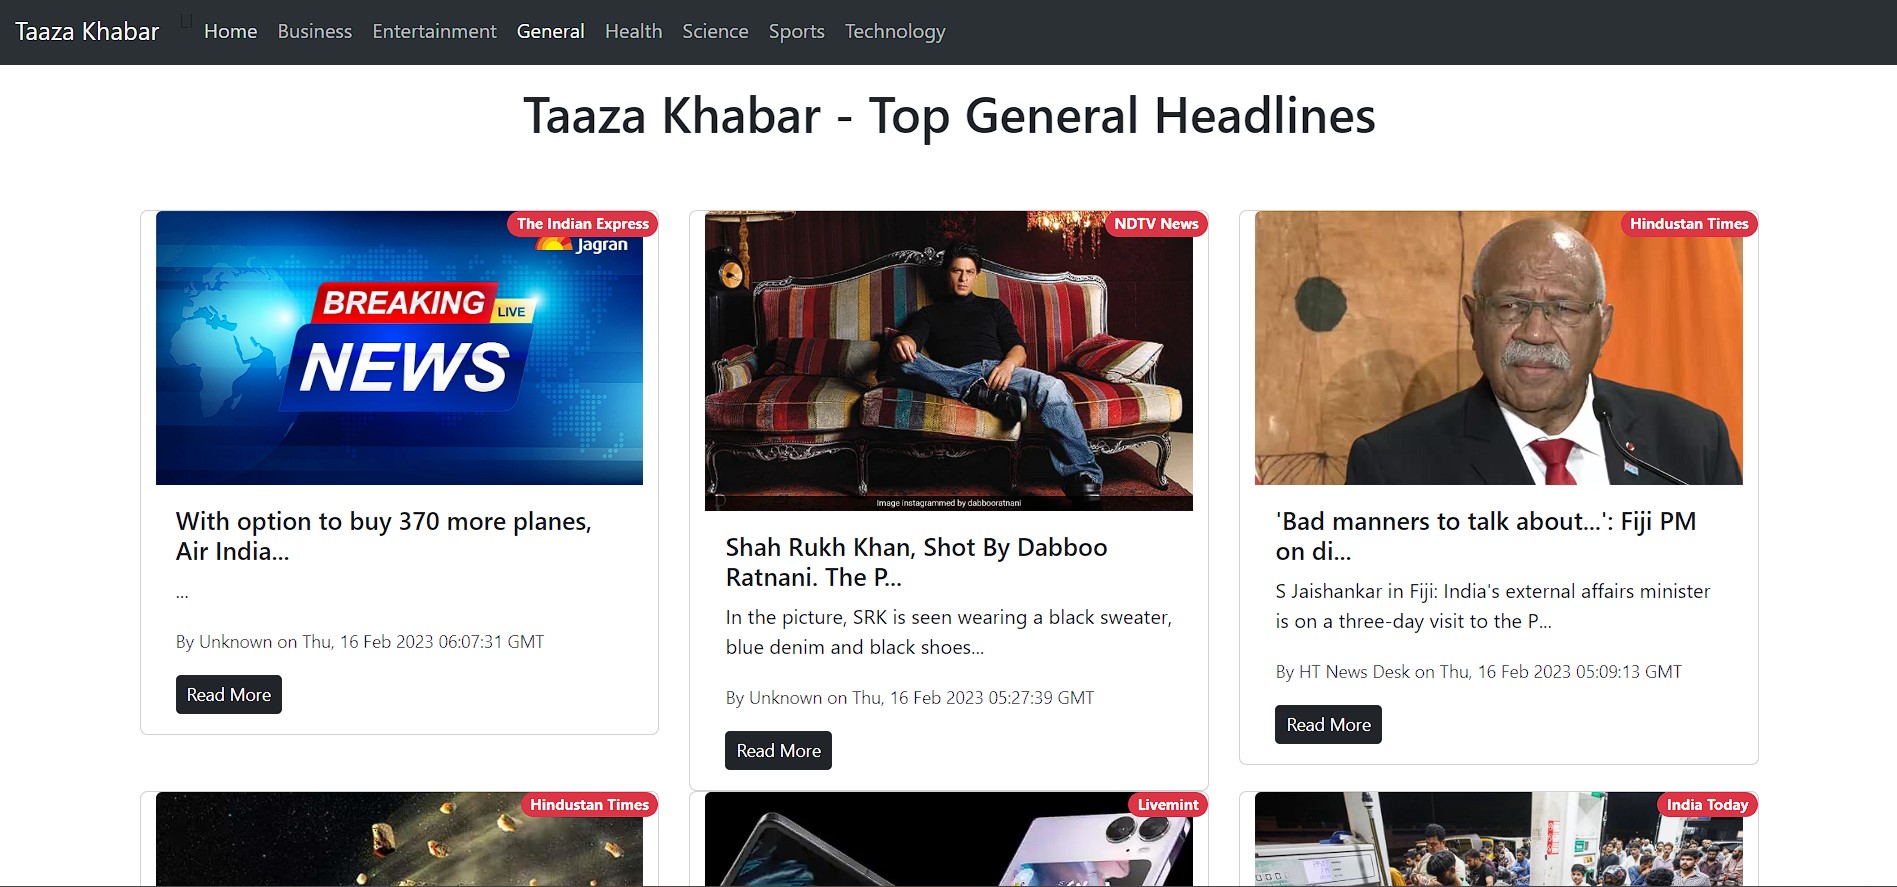 Taaza Khabar Home Business Entertainment General Health Science Sports Technology
Taaza Khabar - Top General Headlines
The Indian Express
Jagran
BREAKING
LIVE
NEWS
With option to buy 370 more planes,
Air India...
...
By Unknown on Thu, 16 Feb 2023 06:07:31 GMT
Read More
NDTV News
Image instagrammed by dabbooratnani
Shah Rukh Khan, Shot By Dabboo
Ratnani. The P...
In the picture, SRK is seen wearing a black sweater,
blue denim and black shoes...
By Unknown on Thu, 16 Feb 2023 05:27:39 GMT
Read More
Hindustan Times
'Bad manners to talk about...': Fiji PM
on di...
S Jaishankar in Fiji: India's external affairs minister
is on a three-day visit to the P...
By HT News Desk on Thu, 16 Feb 2023 05:09:13 GMT
Read More
Hindustan Times
Livemint
India Today